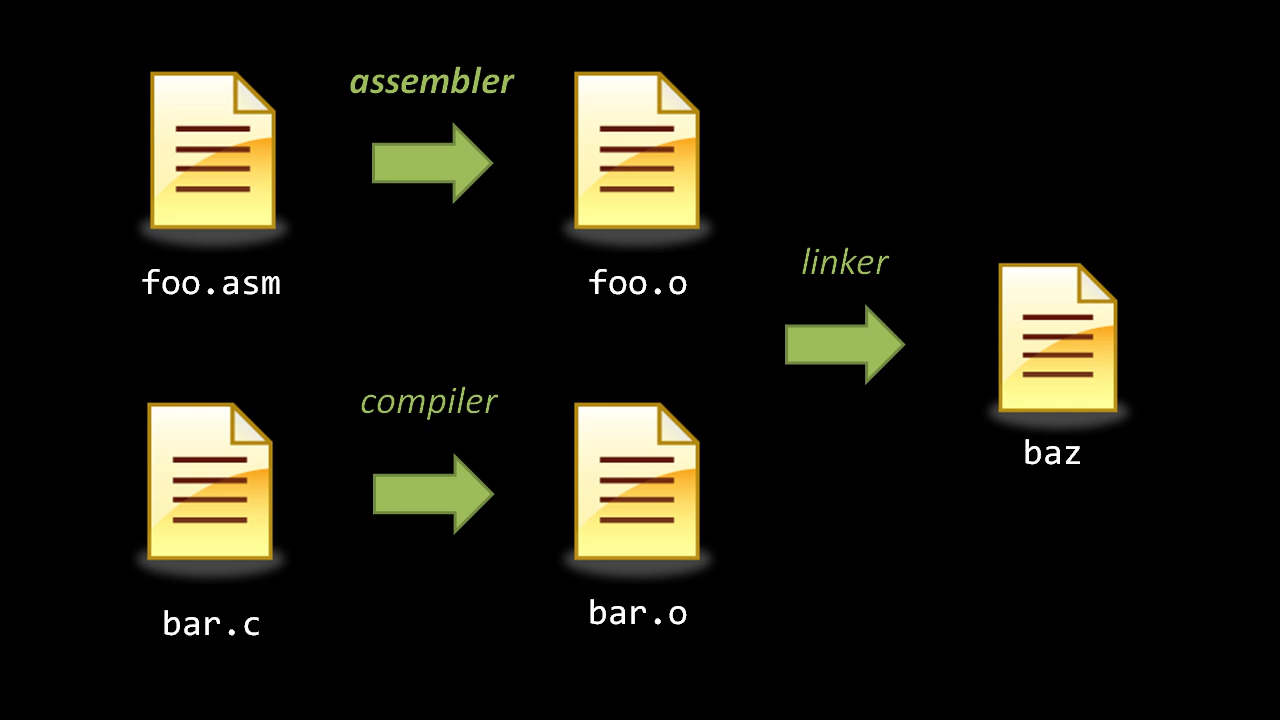 assembler
foo.asm
foo.o
linker
compiler
baz
bar.c
bar.o